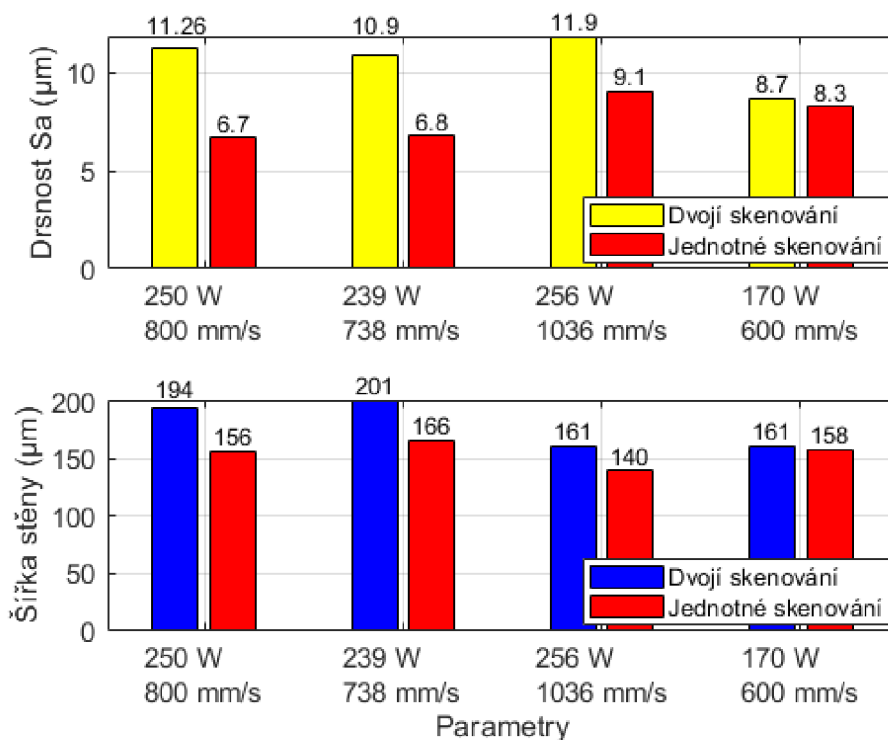 11.26
10.9
11.9
6.7
6.8
9.1
8.7
8.3
Drsnost Sa (µm)
10
5
0
Dvojí skenování
Jednotné skenování
250 W
800 mm/s
239 W
738 mm/s
256 W
1036 mm/s
170 W
600 mm/s
194
156
201
166
161
140
161
158
Šířka stěny (µm)
200
150
100
50
0
Dvojí skenování
Jednotné skenování
250 W
800 mm/s
239 W
738 mm/s
256 W
1036 mm/s
170 W
600 mm/s
Parametry